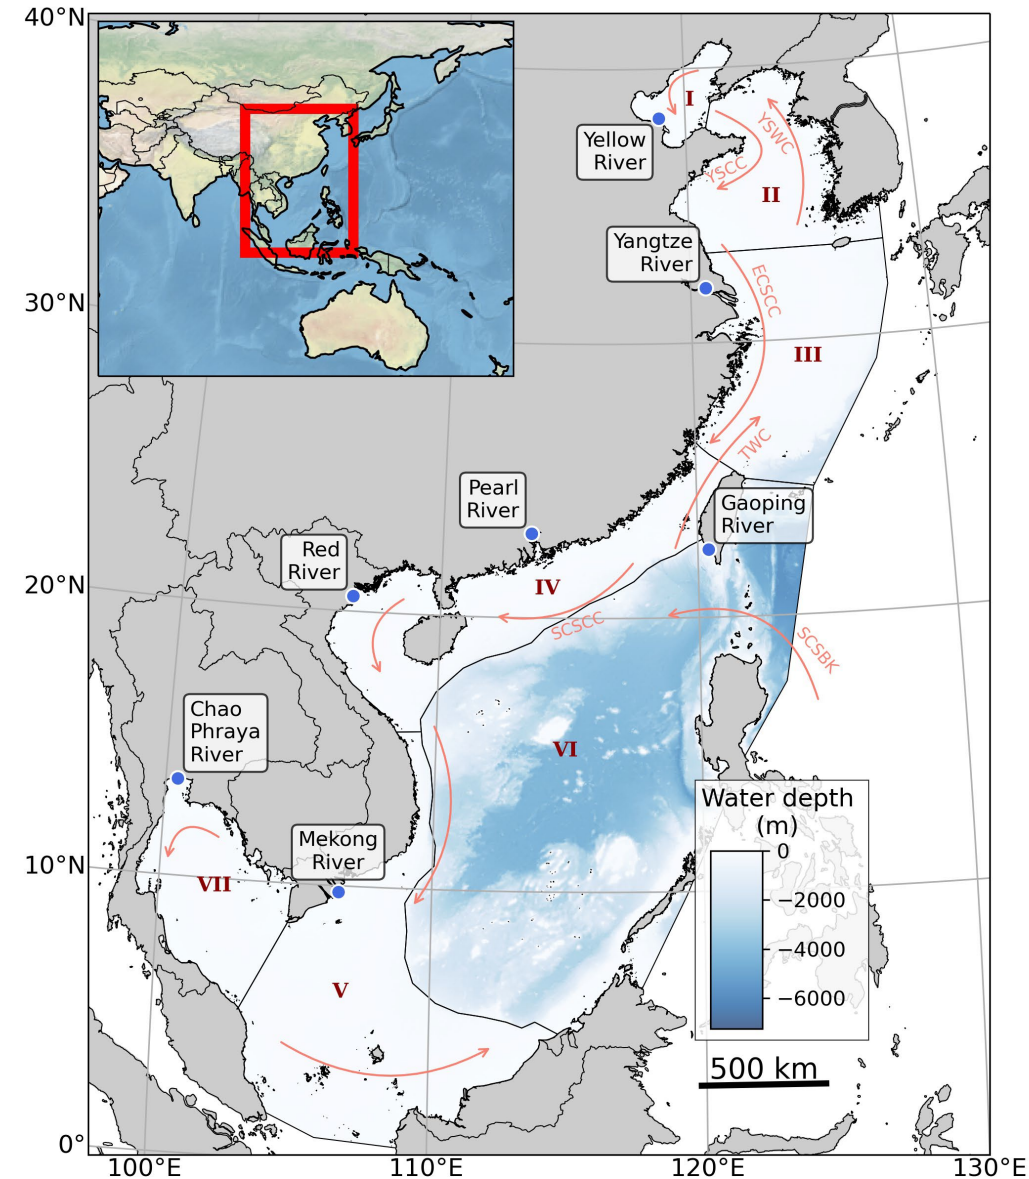 40°N
30°N
20°N
10°N
0°
100°E
110°E
120°E
130°E
I
Yellow
River
YSWC
YSCC
II
Yangtze
River
ECSCC
III
TWC
Pearl
River
Gaoping
River
Red
River
IV
SCSCC
SCSBK
Chao
Phraya
River
VI
Mekong
River
VII
V
Water depth
(m)
0
−2000
−4000
−6000
500 km